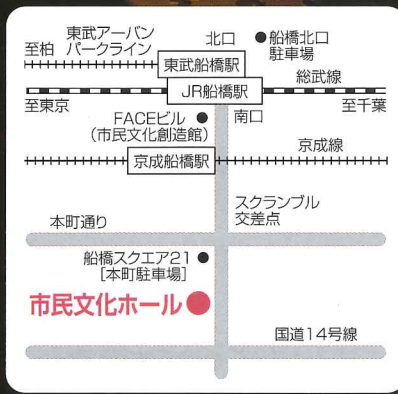 東武アーバン
パークライン
至柏
北口
●船橋北口
駐車場
東武船橋駅
総武線
JR船橋駅
至東京
至千葉
FACEビル ●
(市民文化創造館)
南口
京成線
京成船橋駅
スクランブル
交差点
本町通り
船橋スクエア21 ●
[本町駐車場]
市民文化ホール●
国道14号線